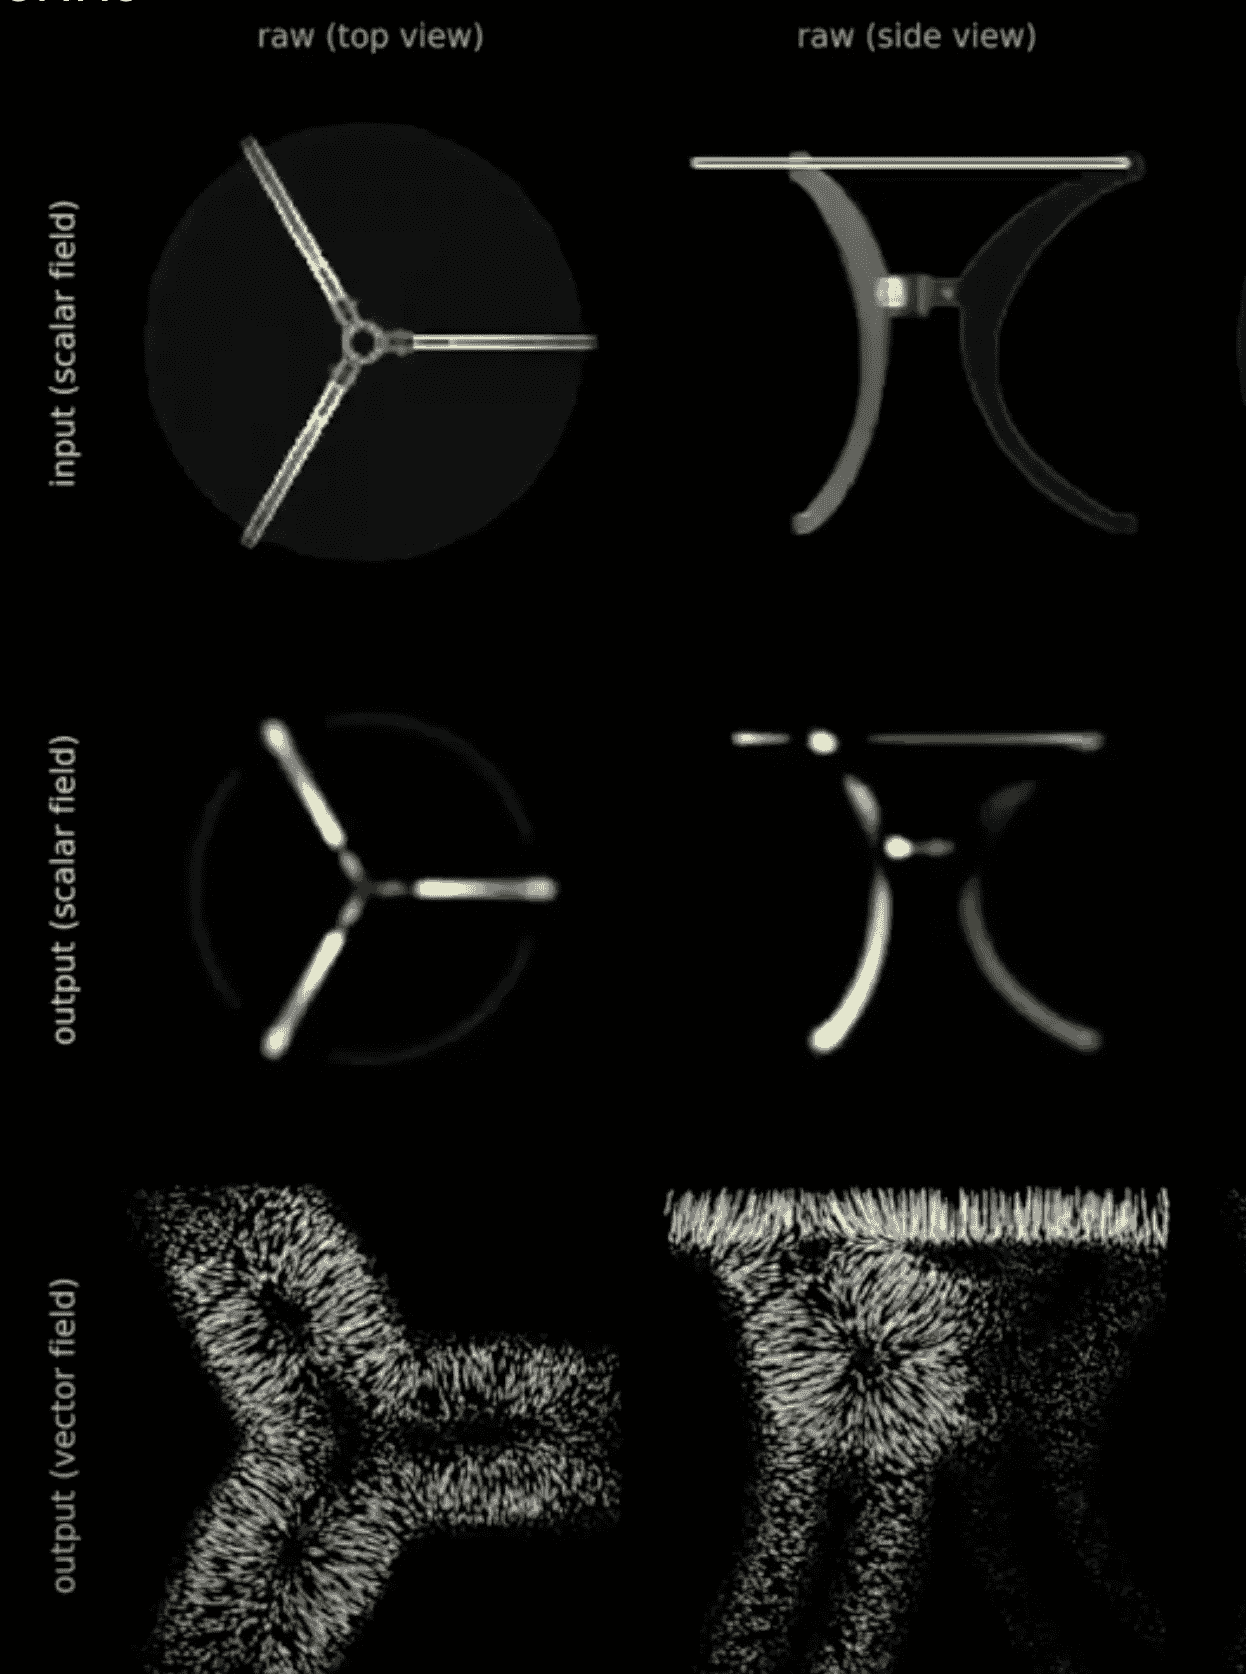 raw (top view)
raw (side view)
input (scalar field)
output (scalar field)
output (vector field)